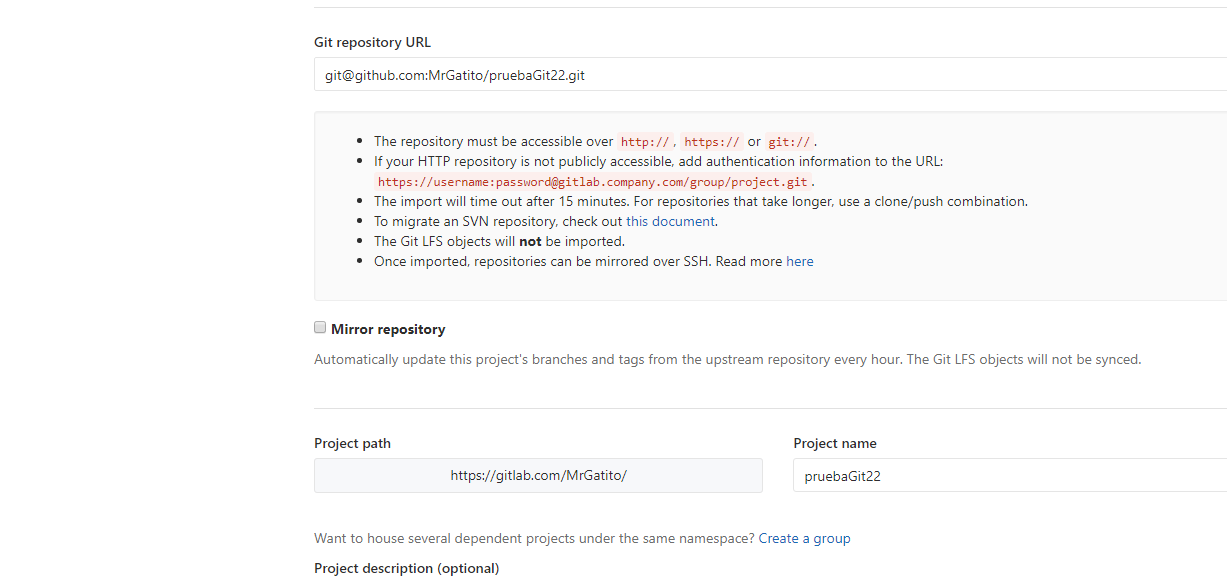 Git repository URL
git@github.com:MrGatito/pruebaGit22.git
The repository must be accessible over http://, https:// or git://.
If your HTTP repository is not publicly accessible, add authentication information to the URL:
https://username:password@gitlab.company.com/group/project.git.
The import will time out after 15 minutes. For repositories that take longer, use a clone/push combination.
To migrate an SVN repository, check out this document.
The Git LFS objects will not be imported.
Once imported, repositories can be mirrored over SSH. Read more here
Mirror repository
Automatically update this project's branches and tags from the upstream repository every hour. The Git LFS objects will not be synced.
Project path
Project name
https://gitlab.com/MrGatito/
pruebaGit22
Want to house several dependent projects under the same namespace? Create a group
Project description (optional)